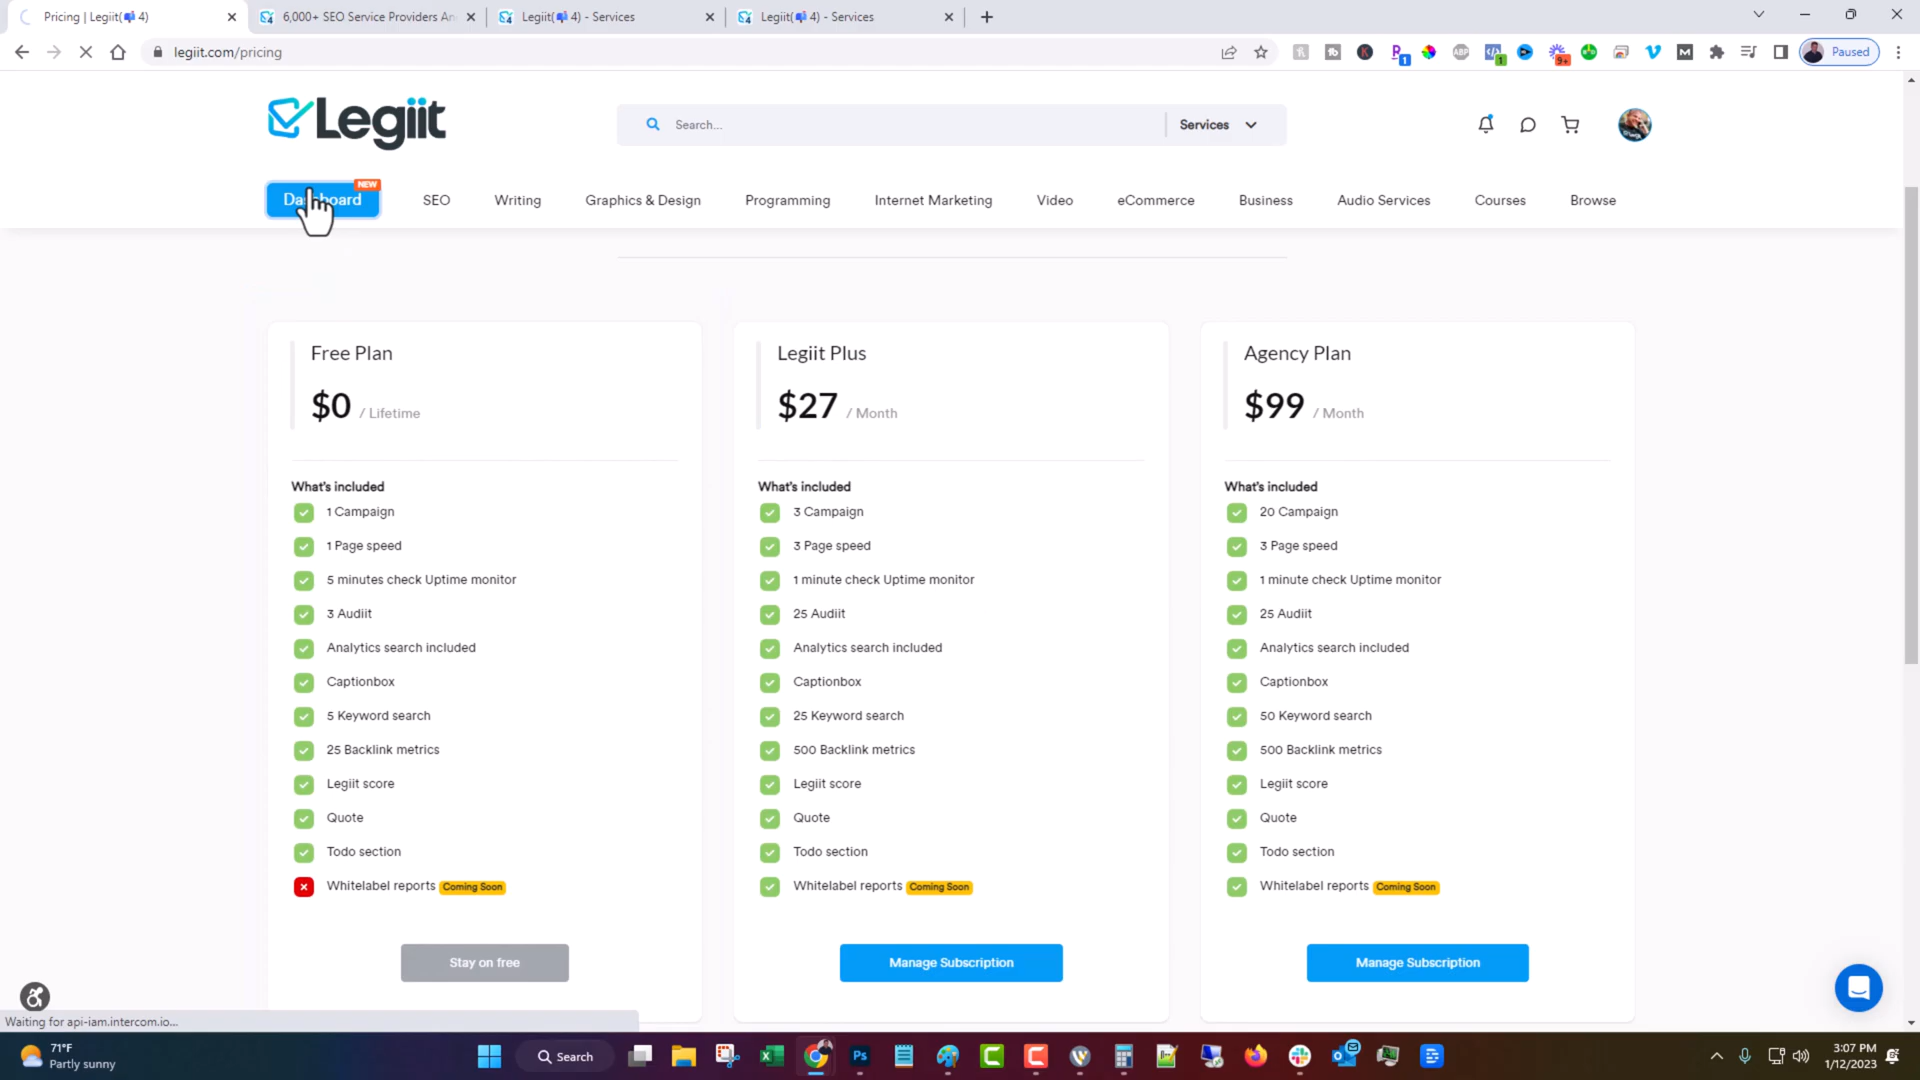 Pricing | Legiit(📬 4)
6,000+ SEO Service Providers An
Legiit(📬 4) - Services
Legiit(📬 4) - Services
legiit.com/pricing
ABP
1
1
9+
Paused
Legiit
Search...
Services
Dashboard
NEW
SEO
Writing
Graphics & Design
Programming
Internet Marketing
Video
eCommerce
Business
Audio Services
Courses
Browse
Free Plan
$0 / Lifetime
What's included
1 Campaign
1 Page speed
5 minutes check Uptime monitor
3 Audiit
Analytics search included
Captionbox
5 Keyword search
25 Backlink metrics
Legiit score
Quote
Todo section
Whitelabel reports Coming Soon
Stay on free
Legiit Plus
$27 / Month
What's included
3 Campaign
3 Page speed
1 minute check Uptime monitor
25 Audiit
Analytics search included
Captionbox
25 Keyword search
500 Backlink metrics
Legiit score
Quote
Todo section
Whitelabel reports Coming Soon
Manage Subscription
Agency Plan
$99 / Month
What's included
20 Campaign
3 Page speed
1 minute check Uptime monitor
25 Audiit
Analytics search included
Captionbox
50 Keyword search
500 Backlink metrics
Legiit score
Quote
Todo section
Whitelabel reports Coming Soon
Manage Subscription
Waiting for api-iam.intercom.io...
71°F
Partly sunny
Search
Ps
3:07 PM
1/12/2023